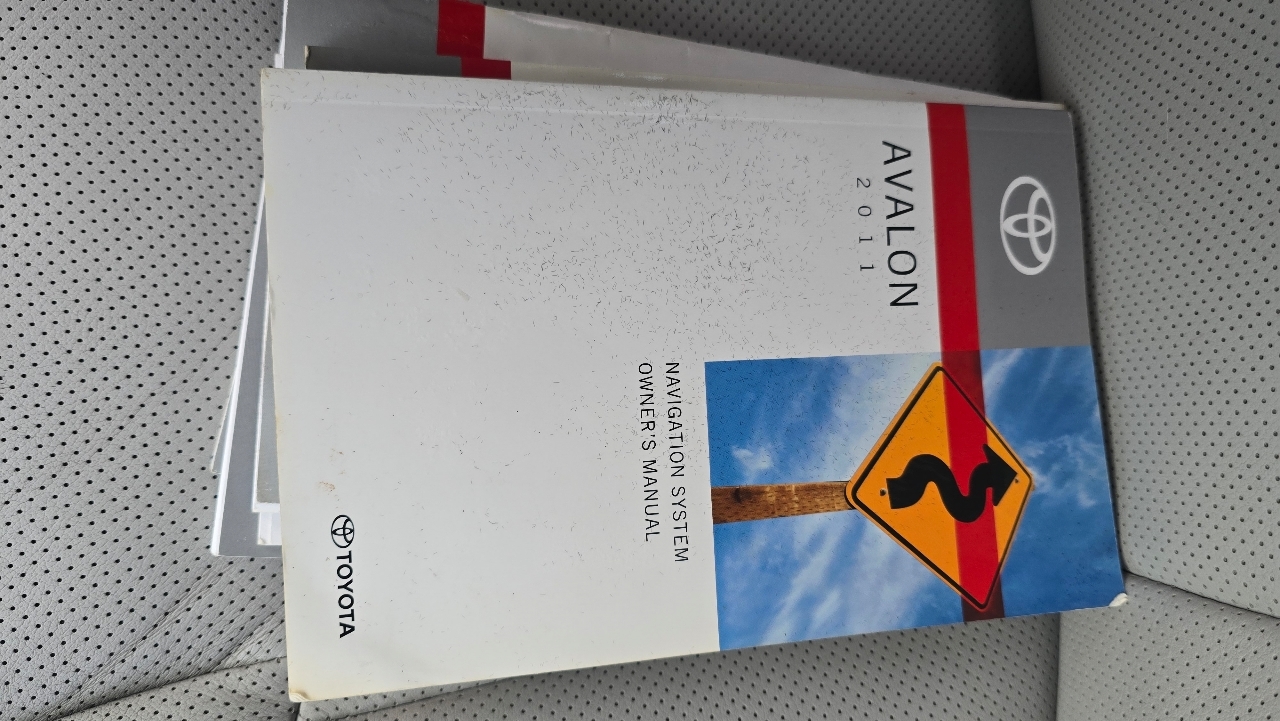 AVALON
2011
NAVIGATION SYSTEM
OWNER'S MANUAL
TOYOTA